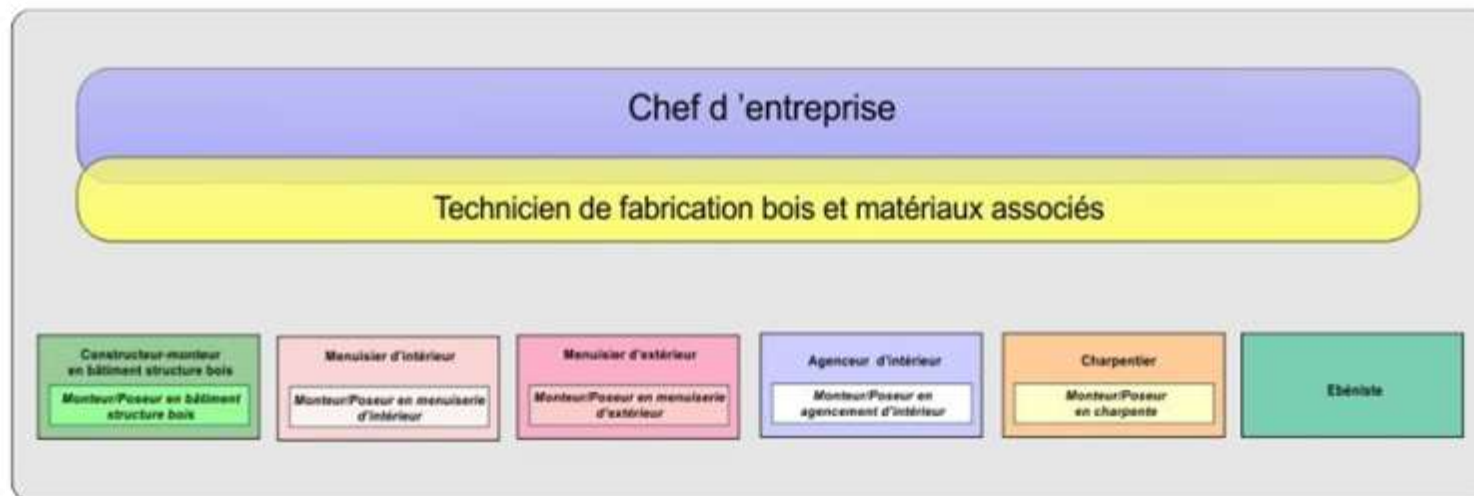 Chef d 'entreprise
Technicien de fabrication bois et matériaux associés
Constructeur-monteur
en bâtiment structure bois
Monteur/Poseur en bâtiment
structure bois
Menuisier d'intérieur
Monteur/Poseur en menuiserie
d'intérieur
Menuisier d'extérieur
Monteur/Poseur en menuiserie
d'extérieur
Agenceur d'intérieur
Monteur/Poseur en
agencement d'intérieur
Charpentier
Monteur/Poseur
en charpente
Ebéniste